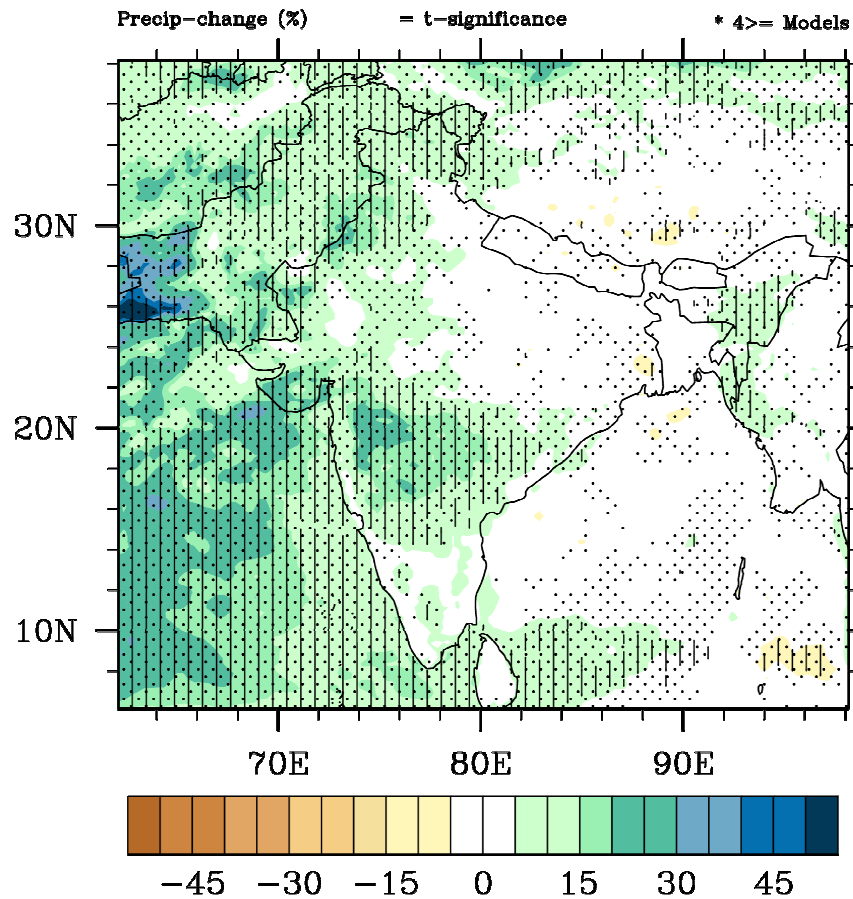 Precip-change (%) = t-significance * 4>= Models
30N
20N
10N
70E 80E 90E
−45 −30 −15 0 15 30 45